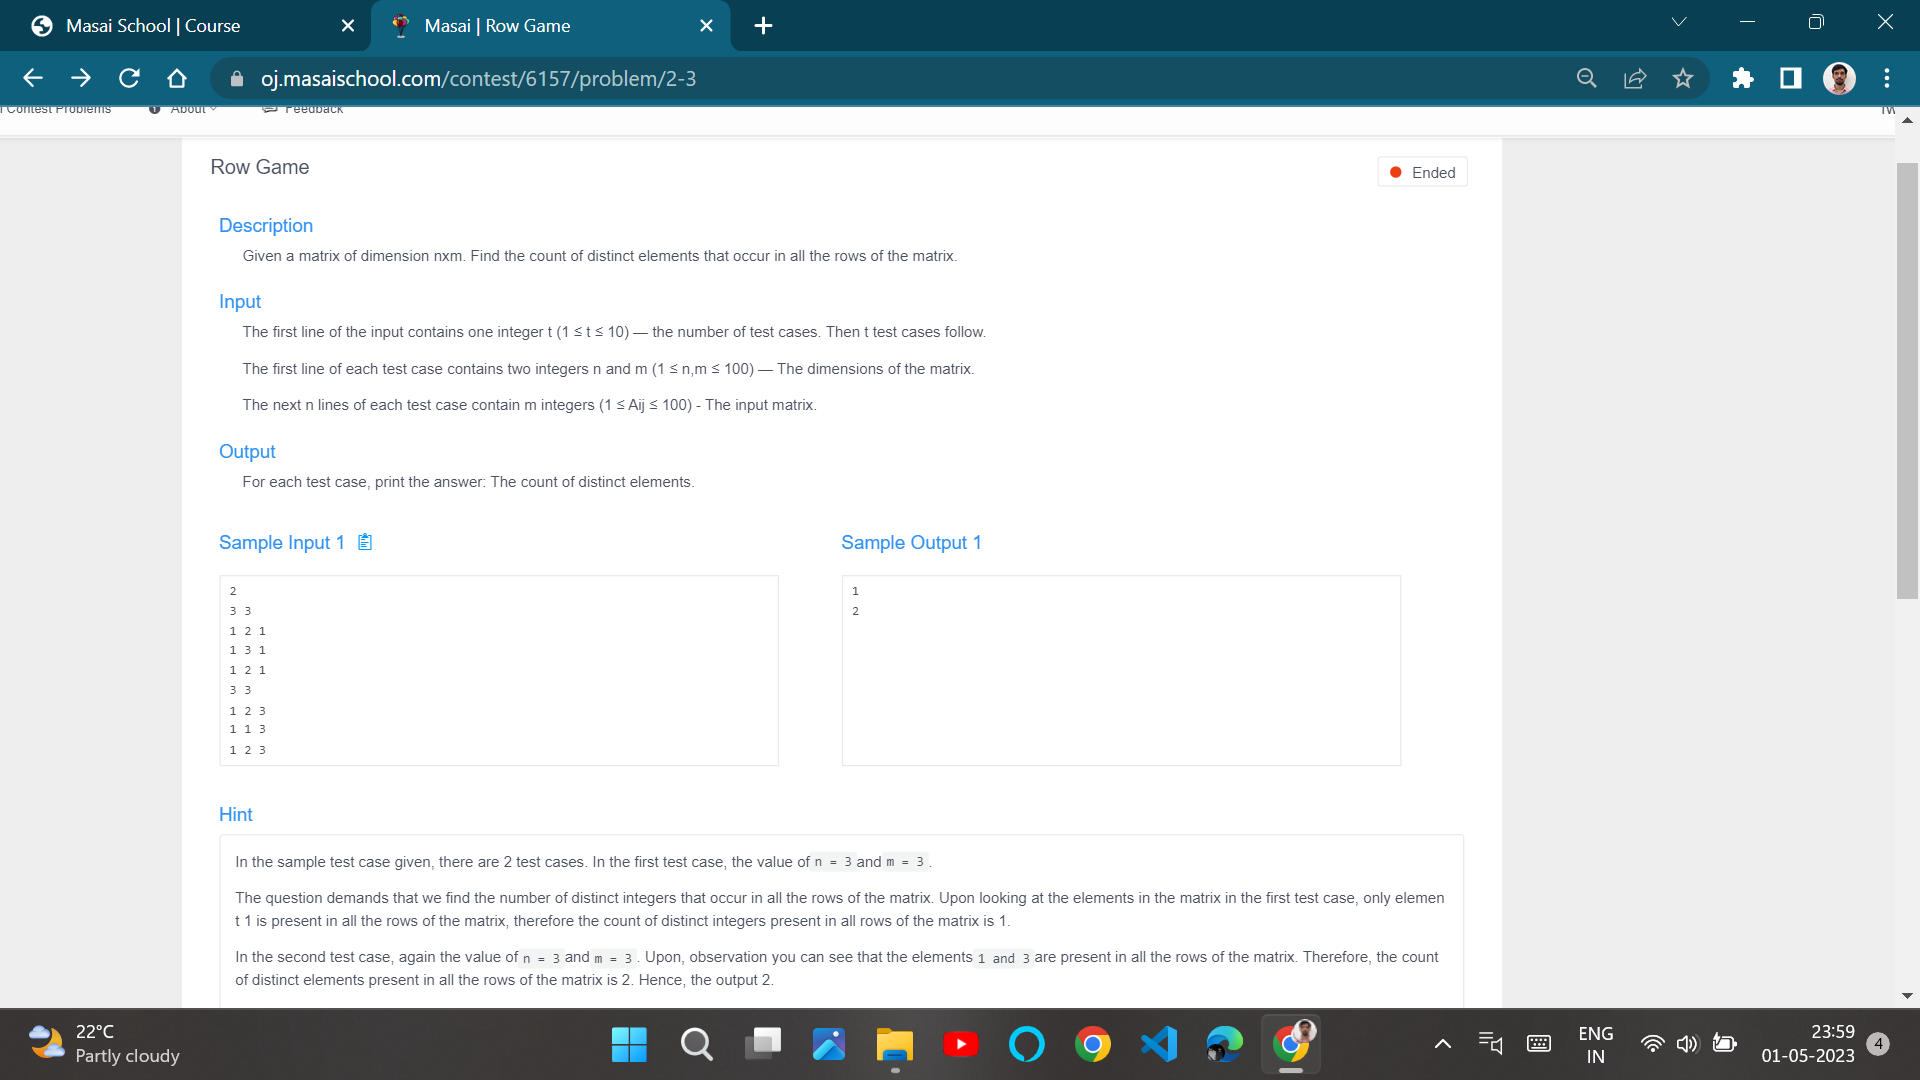 Masai School | Course
Masai | Row Game
oj.masaischool.com/contest/6157/problem/2-3
Contest Problems
About
Feedback
Row Game
Ended
Description
Given a matrix of dimension nxm. Find the count of distinct elements that occur in all the rows of the matrix.
Input
The first line of the input contains one integer t (1 ≤ t ≤ 10) — the number of test cases. Then t test cases follow.
The first line of each test case contains two integers n and m (1 ≤ n,m ≤ 100) — The dimensions of the matrix.
The next n lines of each test case contain m integers (1 ≤ Aij ≤ 100) - The input matrix.
Output
For each test case, print the answer: The count of distinct elements.
Sample Input 1
2
3 3
1 2 1
1 3 1
1 2 1
3 3
1 2 3
1 1 3
1 2 3
Sample Output 1
1
2
Hint
In the sample test case given, there are 2 test cases. In the first test case, the value of n = 3 and m = 3 .
The question demands that we find the number of distinct integers that occur in all the rows of the matrix. Upon looking at the elements in the matrix in the first test case, only elemen
t 1 is present in all the rows of the matrix, therefore the count of distinct integers present in all rows of the matrix is 1.
In the second test case, again the value of n = 3 and m = 3 . Upon, observation you can see that the elements 1 and 3 are present in all the rows of the matrix. Therefore, the count
of distinct elements present in all the rows of the matrix is 2. Hence, the output 2.
22°C
Partly cloudy
ENG
IN
23:59
01-05-2023
4